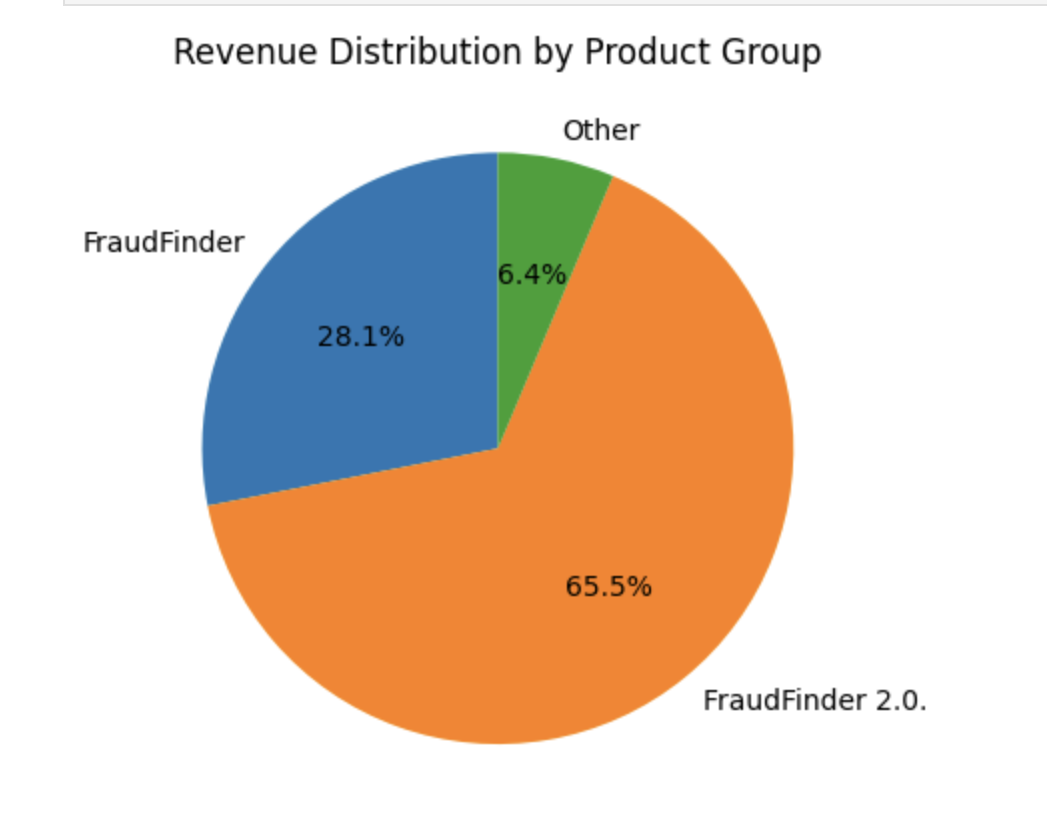 Revenue Distribution by Product Group
Other
FraudFinder
6.4%
28.1%
65.5%
FraudFinder 2.0.